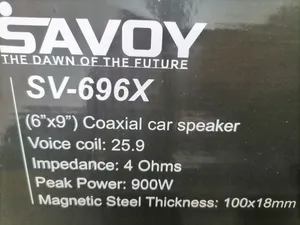 SAVOY
THE DAWN OF THE FUTURE
SV-696X
(6"x9") Coaxial car speaker
Voice coil: 25.9
Impedance: 4 Ohms
Peak Power: 900W
Magnetic Steel Thickness: 100x18mm